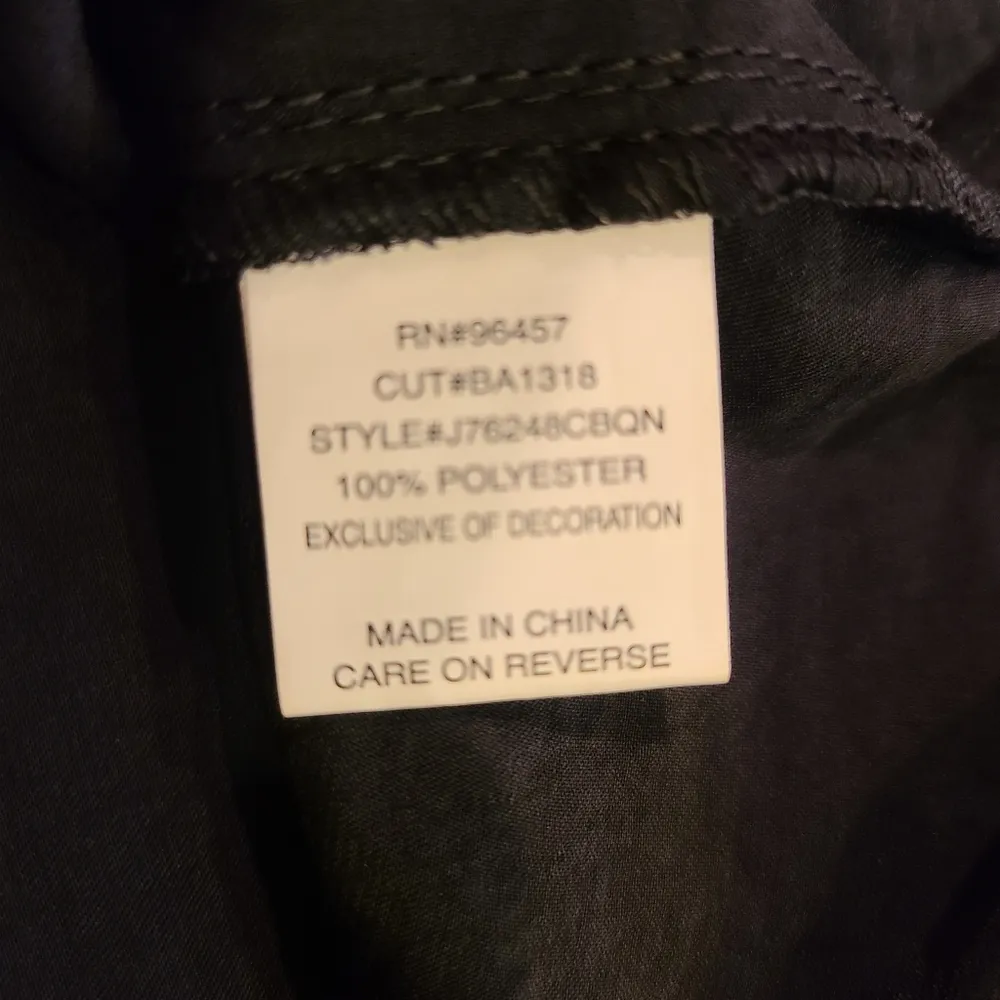 RN#96457
CUT#BA1318
STYLE#J76248CBQN
100% POLYESTER
EXCLUSIVE OF DECORATION
MADE IN CHINA
CARE ON REVERSE